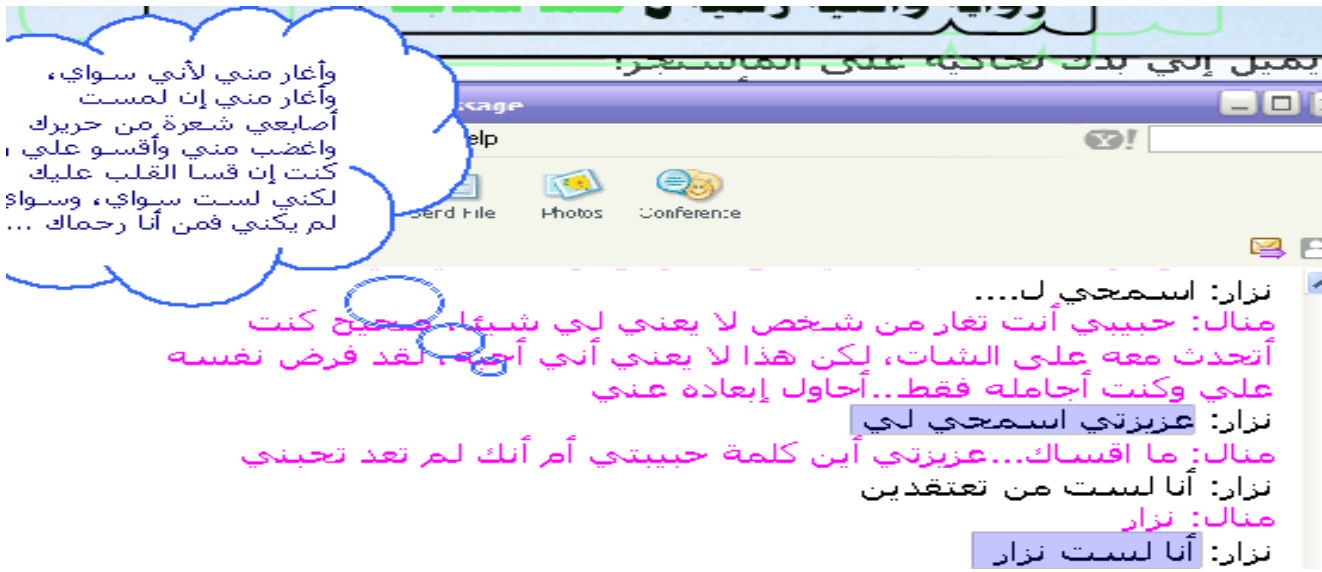 رواية واقعية رقمية
يميل إلي بدك تحاكيه على الماسنجر!
وأغار مني لأني سواي،
وأغار مني إن لمست
أصابعي شعرة من حريرك
واغضب مني وأقسو علي
كنت إن قسا القلب عليك
لكني لست سواي، وسواي
لم يكني فمن أنا رحماك ...
elp
Send File Photos Conference
نزار: اسمحي ل....
منال: حبيبي أنت تغار من شخص لا يعني لي شيئا، صحيح كنت
أتحدث معه على الشات، لكن هذا لا يعني أني أحبه، لقد فرض نفسه
علي وكنت أجامله فقط..أحاول إبعاده عني
نزار: عزيزتي اسمحي لي
منال: ما اقساك...عزيزتي أين كلمة حبيبتي أم أنك لم تعد تحبني
نزار: أنا لست من تعتقدين
منال: نزار
نزار: أنا لست نزار